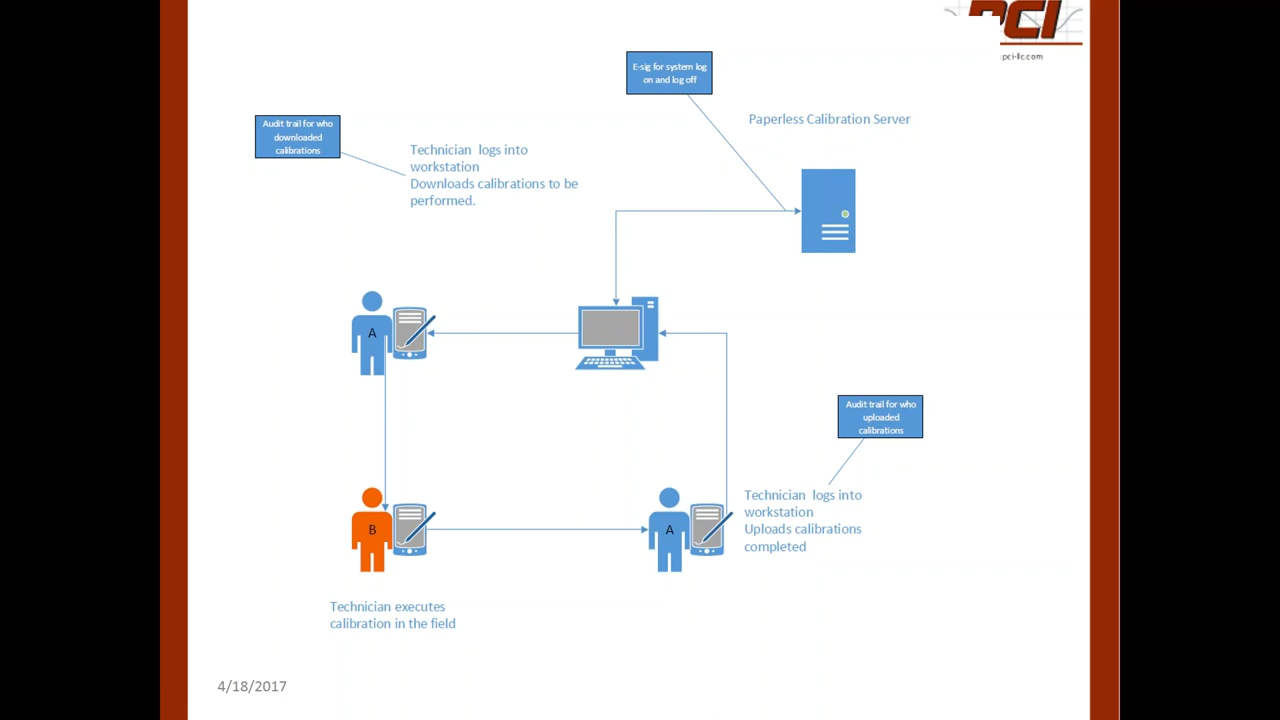 PCI
pci-llc.com
E-sig for system log
on and log off
Paperless Calibration Server
Audit trail for who
downloaded
calibrations
Technician logs into
workstation
Downloads calibrations to be
performed.
A
Audit trail for who
uploaded
calibrations
Technician logs into
workstation
Uploads calibrations
completed
B
A
Technician executes
calibration in the field
4/18/2017